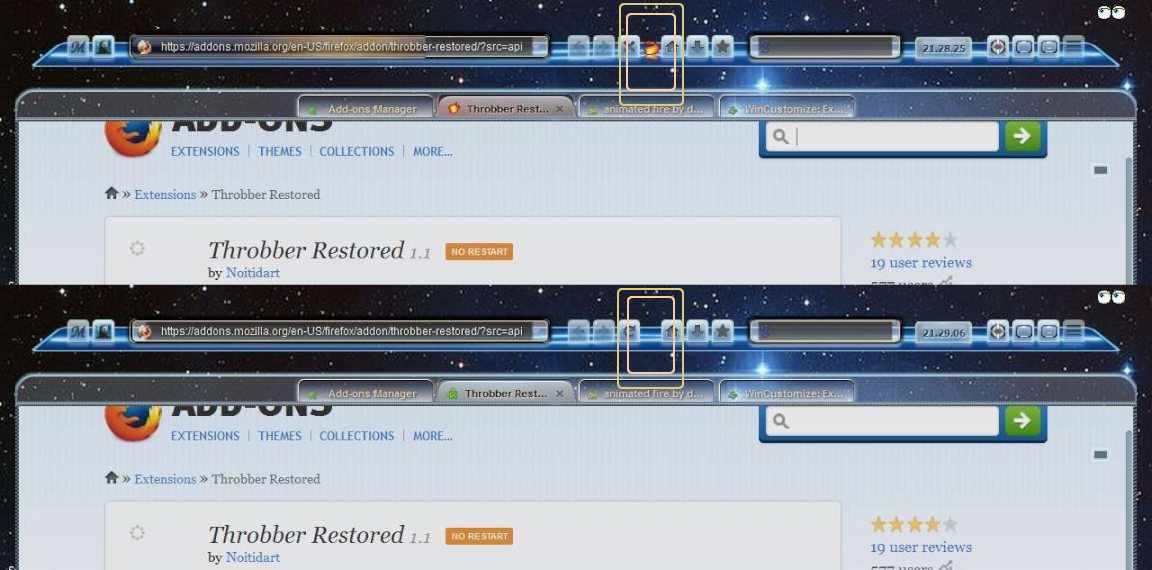 https://addons.mozilla.org/en-US/firefox/addon/throbber-restored/?src=api
21.28.25
Add-ons Manager
Throbber Rest...
animated fire by d...
WinCustomize: Ex...
ADD-ONS
EXTENSIONS | THEMES | COLLECTIONS | MORE...
» Extensions » Throbber Restored
Throbber Restored 1.1 NO RESTART
by Noitidart
19 user reviews
577 users
https://addons.mozilla.org/en-US/firefox/addon/throbber-restored/?src=api
21.29.06
Add-ons Manager
Throbber Rest...
animated fire by d...
WinCustomize: Ex...
ADD-ONS
EXTENSIONS | THEMES | COLLECTIONS | MORE...
» Extensions » Throbber Restored
Throbber Restored 1.1 NO RESTART
by Noitidart
19 user reviews
577 users